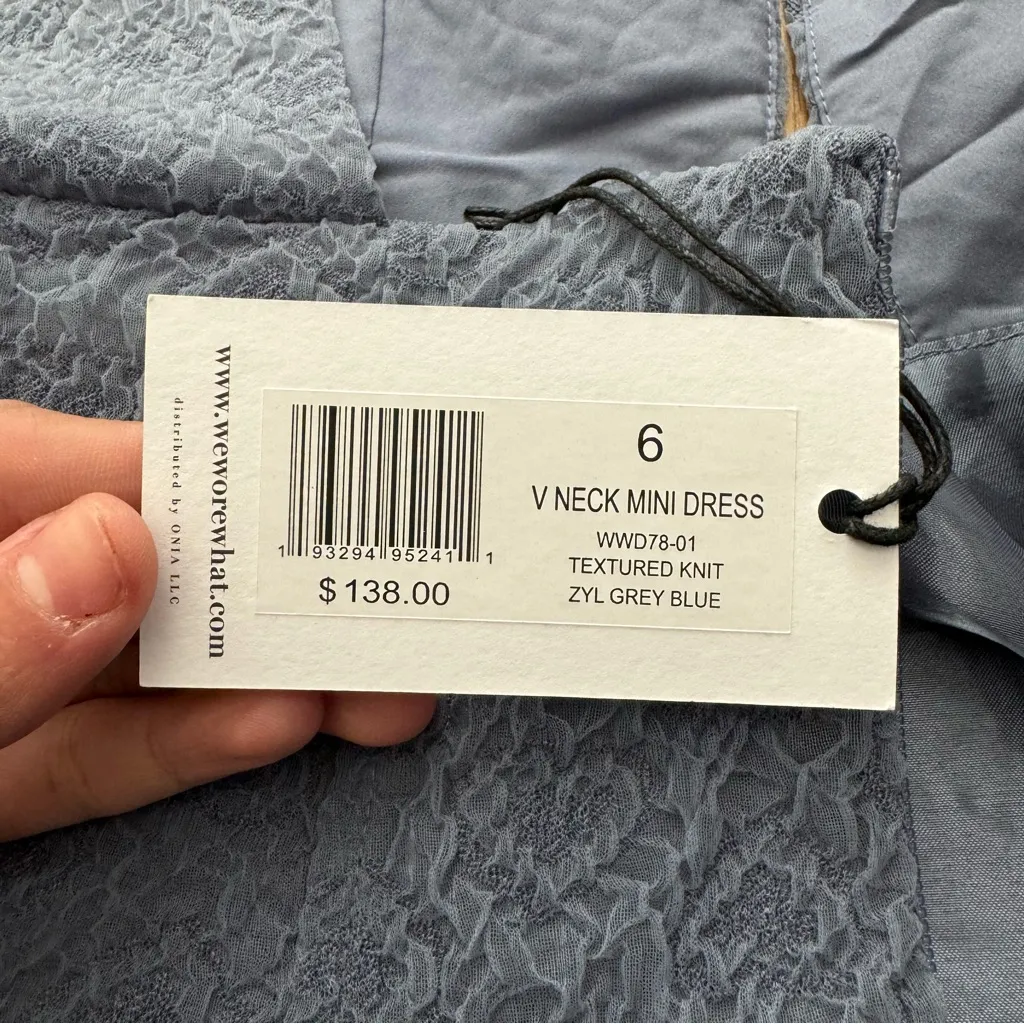 www.weworewhat.com
distributed by ONIA LLC
1 93294 95241 1
$138.00
6
V NECK MINI DRESS
WWD78-01
TEXTURED KNIT
ZYL GREY BLUE